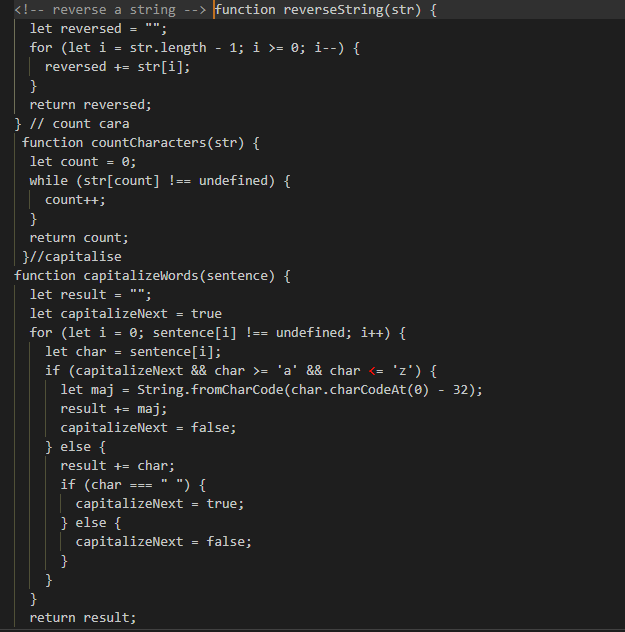 <!-- reverse a string --> function reverseString(str) {
  let reversed = "";
  for (let i = str.length - 1; i >= 0; i--) {
    reversed += str[i];
  }
  return reversed;
} // count cara
 function countCharacters(str) {
  let count = 0;
  while (str[count] !== undefined) {
    count++;
  }
  return count;
 }//capitalise
function capitalizeWords(sentence) {
  let result = "";
  let capitalizeNext = true
  for (let i = 0; sentence[i] !== undefined; i++) {
    let char = sentence[i];
    if (capitalizeNext && char >= 'a' && char <= 'z') {
      let maj = String.fromCharCode(char.charCodeAt(0) - 32);
      result += maj;
      capitalizeNext = false;
    } else {
      result += char;
      if (char === " ") {
        capitalizeNext = true;
      } else {
        capitalizeNext = false;
      }
    }
  }
  return result;